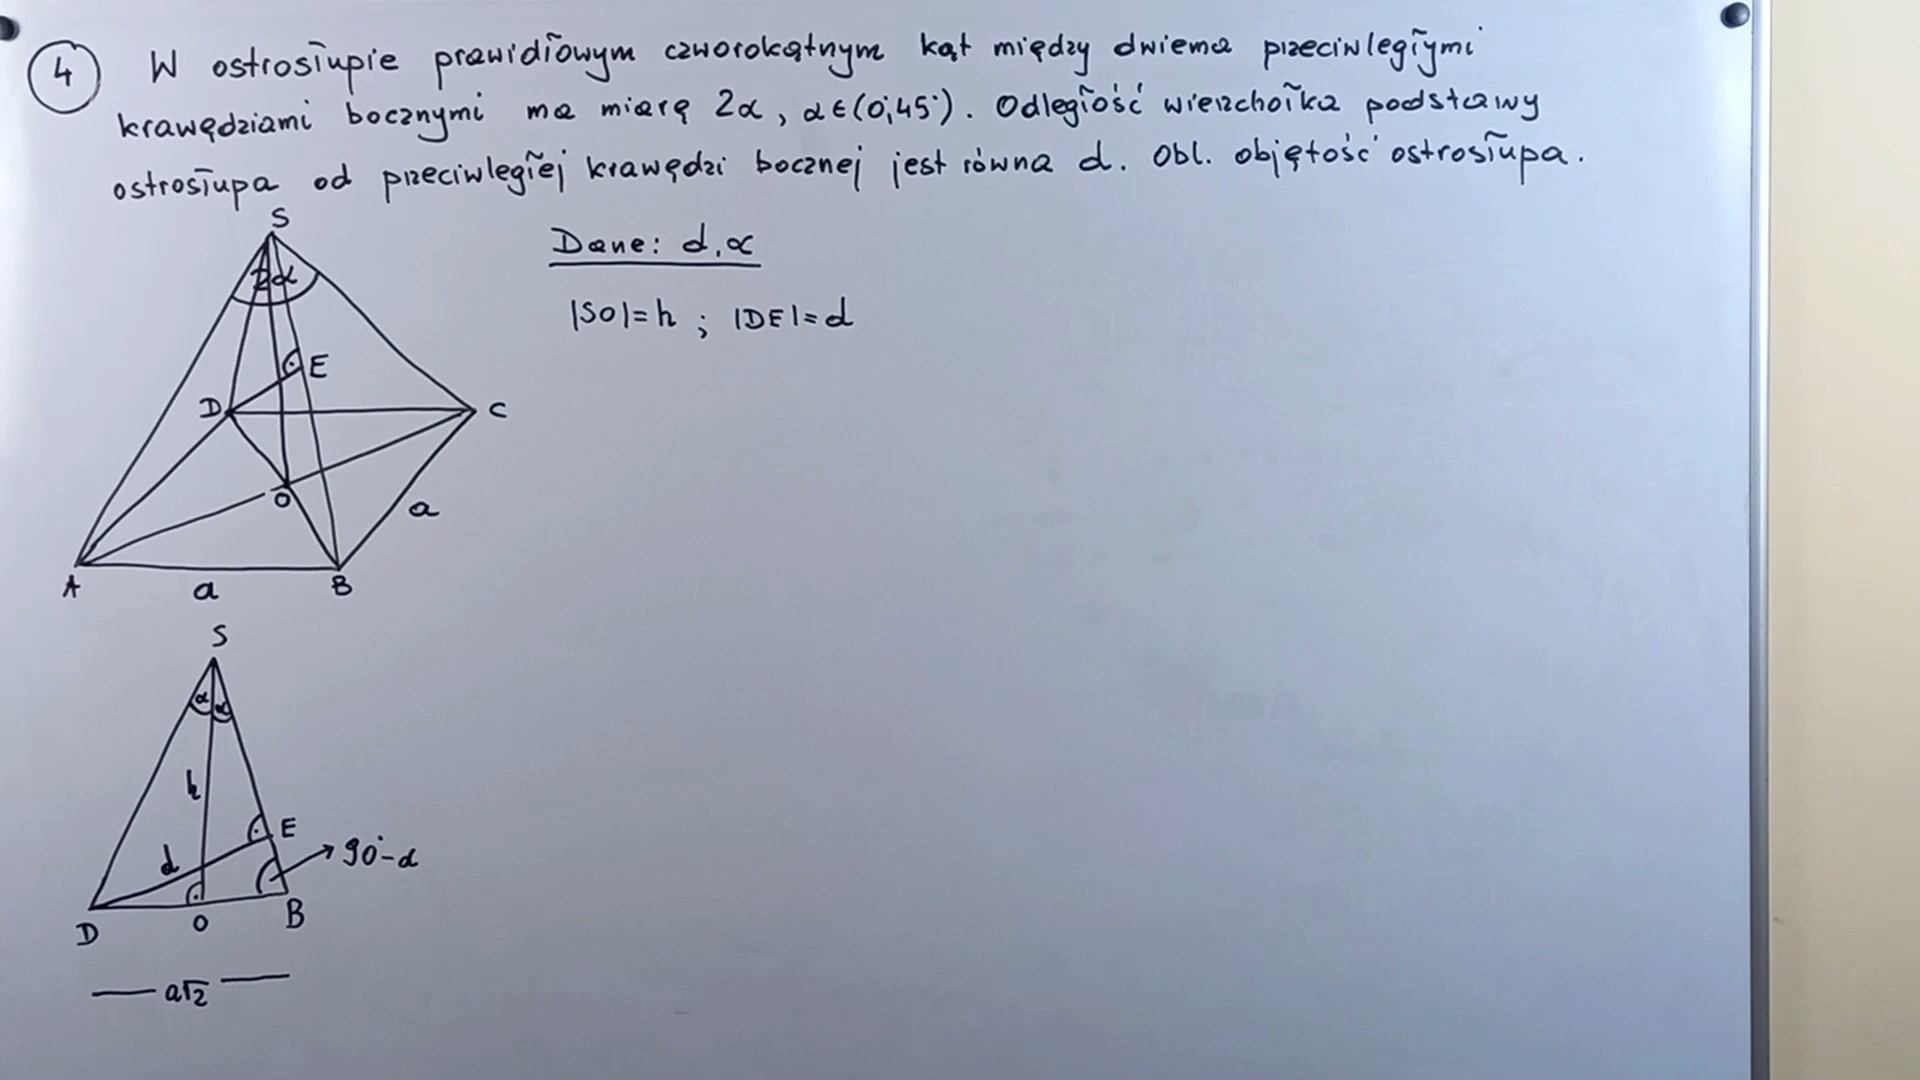 4 W ostrosłupie prawidłowym czworokątnym kąt między dwiema przeciwległymi
krawędziami bocznymi ma miarę 2α, α∈(0;45°). Odległość wierzchołka podstawy
ostrosłupa od przeciwległej krawędzi bocznej jest równa d. Obl. objętość ostrosłupa.
S
Dane: d,α
2α
|SO|=h ; |DE|=d
E
D
C
O
a
A
a
B
S
α
α
h
E
d
90°-α
D
O
B
a√2